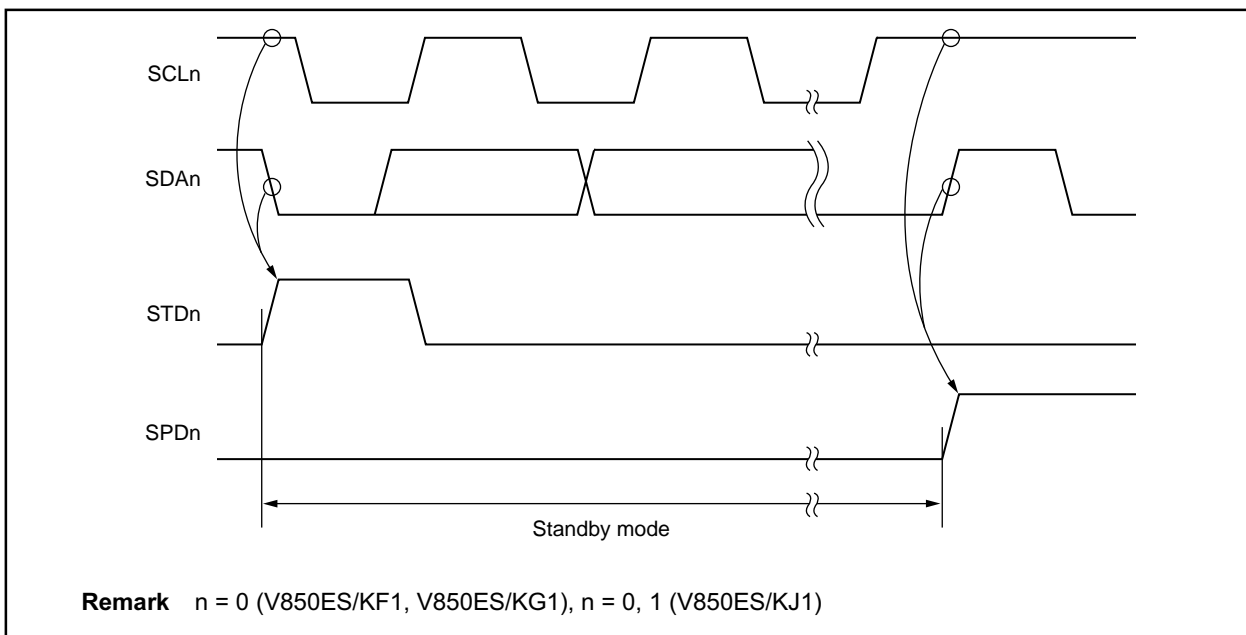 SCLn
SDAn
STDn
SPDn
Standby mode
Remark n = 0 (V850ES/KF1, V850ES/KG1), n = 0, 1 (V850ES/KJ1)